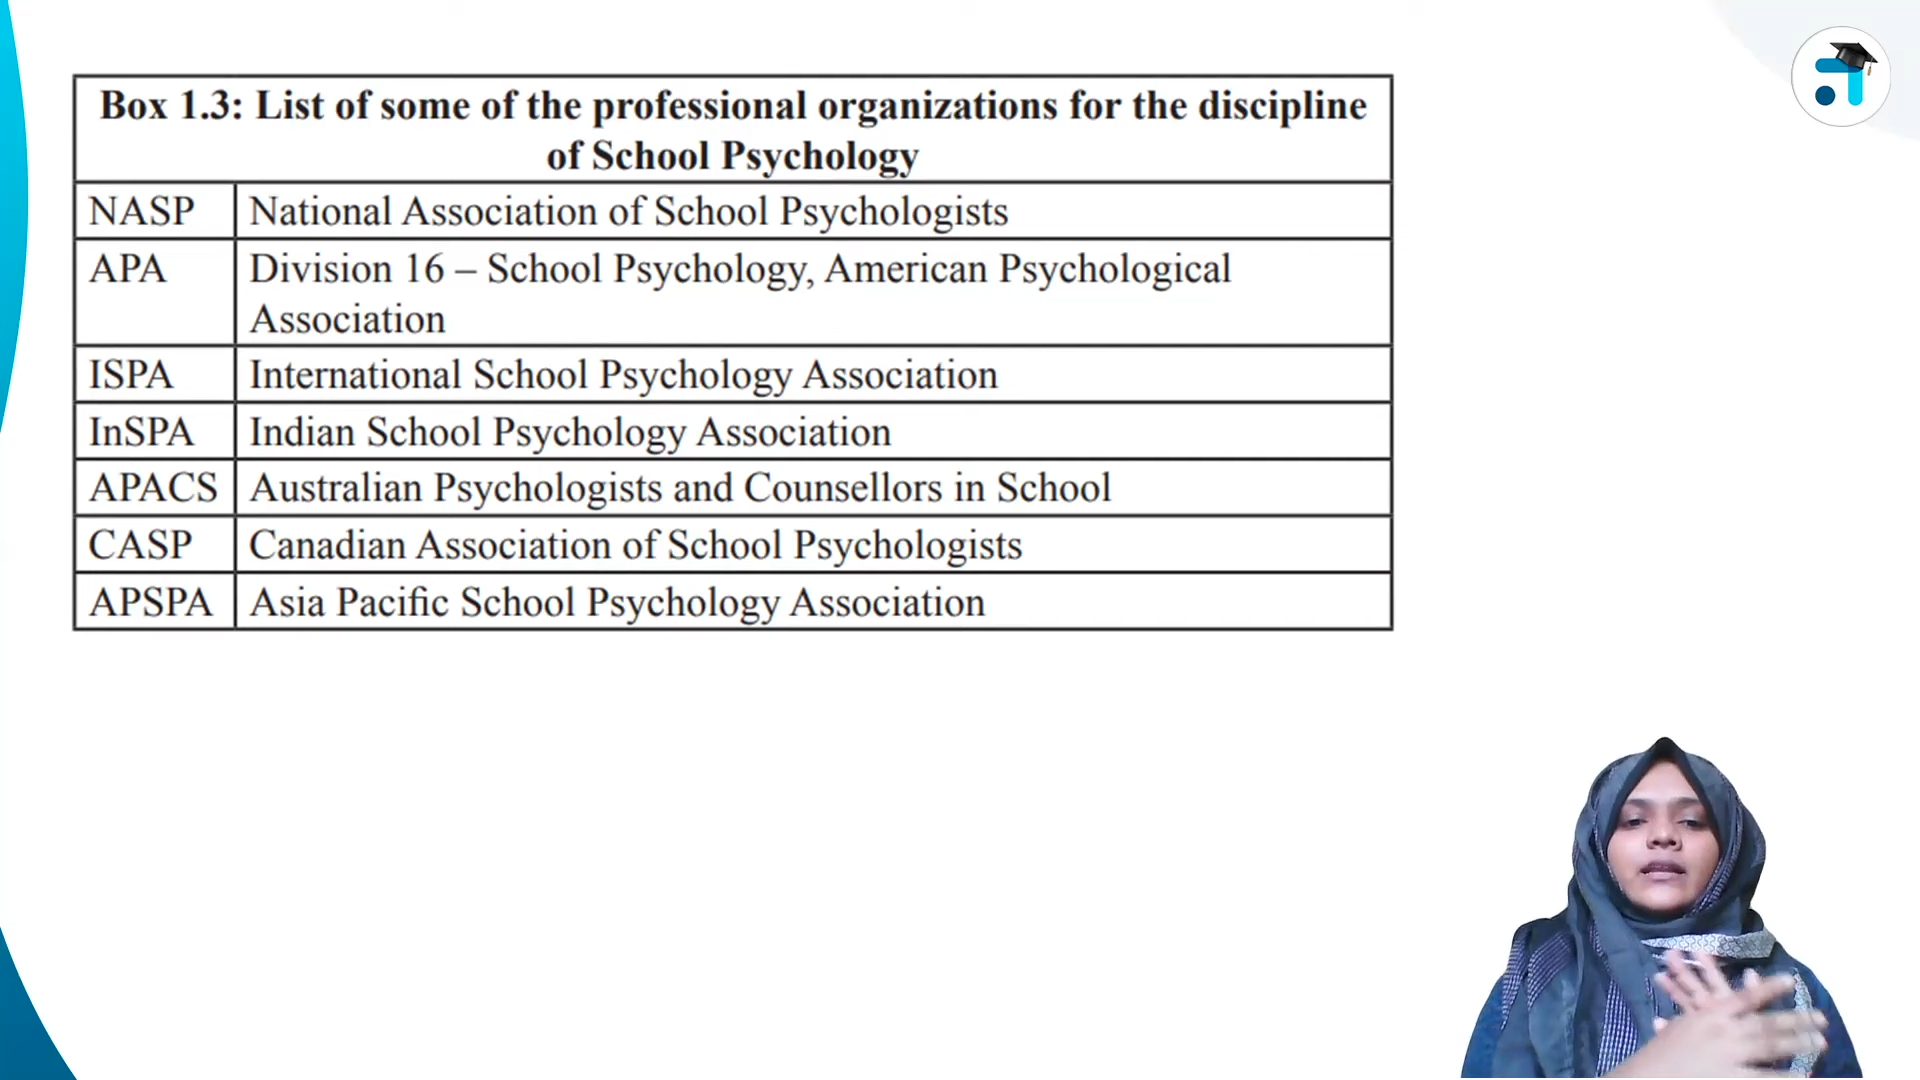 Box 1.3: List of some of the professional organizations for the discipline
of School Psychology
NASP National Association of School Psychologists
APA Division 16 – School Psychology, American Psychological
Association
ISPA International School Psychology Association
InSPA Indian School Psychology Association
APACS Australian Psychologists and Counsellors in School
CASP Canadian Association of School Psychologists
APSPA Asia Pacific School Psychology Association